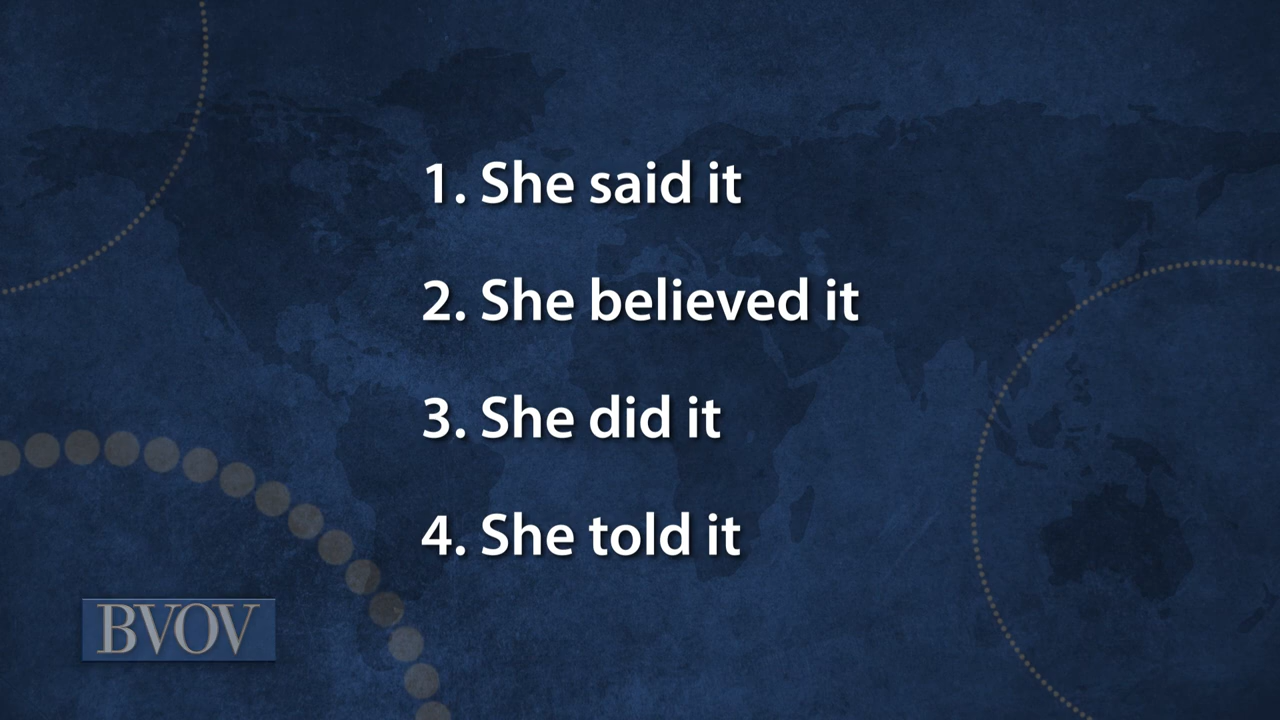 1. She said it
2. She believed it
3. She did it
4. She told it
BVOV